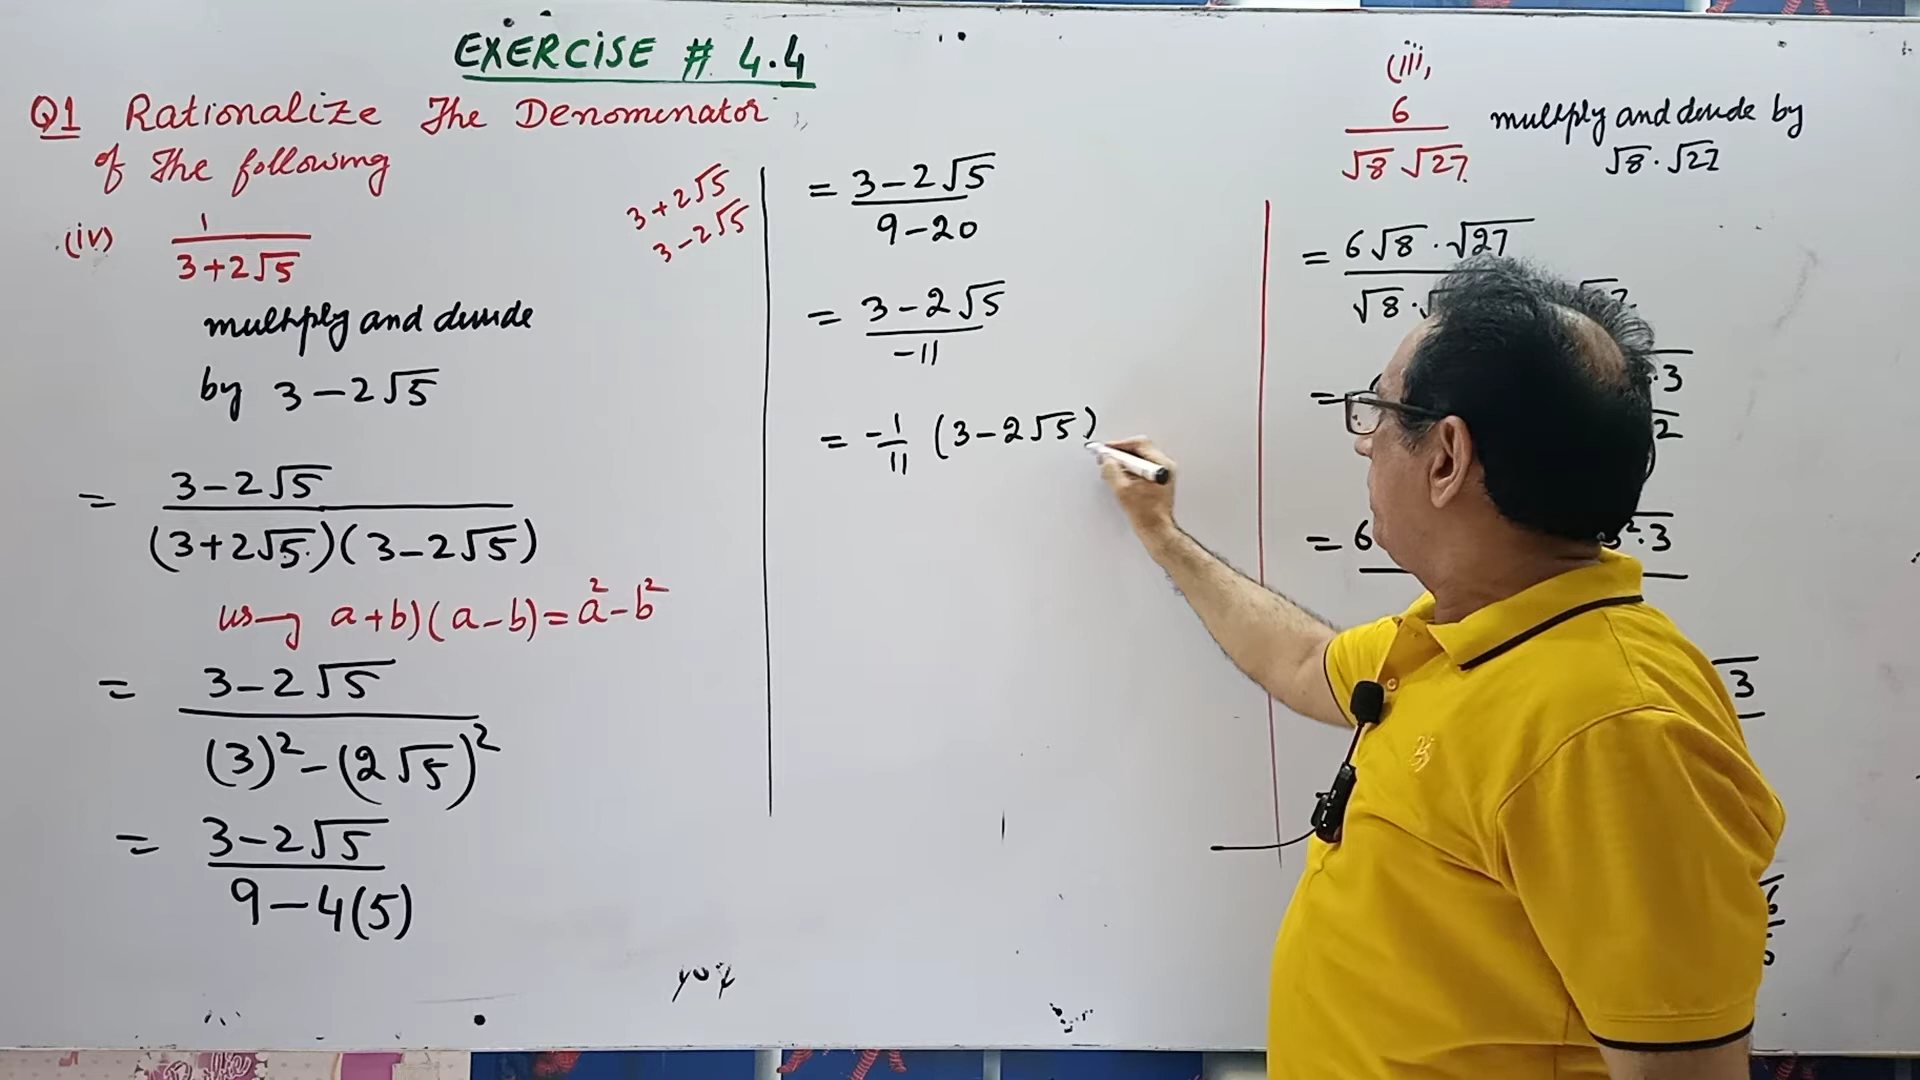 EXERCISE # 4.4
Q1 Rationalize The Denominator
of The following
(iv) 1
3+2√5
multiply and divide
by 3-2√5
= 3-2√5
(3+2√5)(3-2√5)
using a+b)(a-b)=a²-b²
= 3-2√5
(3)²-(2√5)²
= 3-2√5
9-4(5)
3+2√5
3-2√5
= 3-2√5
9-20
= 3-2√5
-11
= -1/11 (3-2√5)
(iii)
6
√8 √27
multiply and divide by
√8·√27
= 6√8·√27
√8·